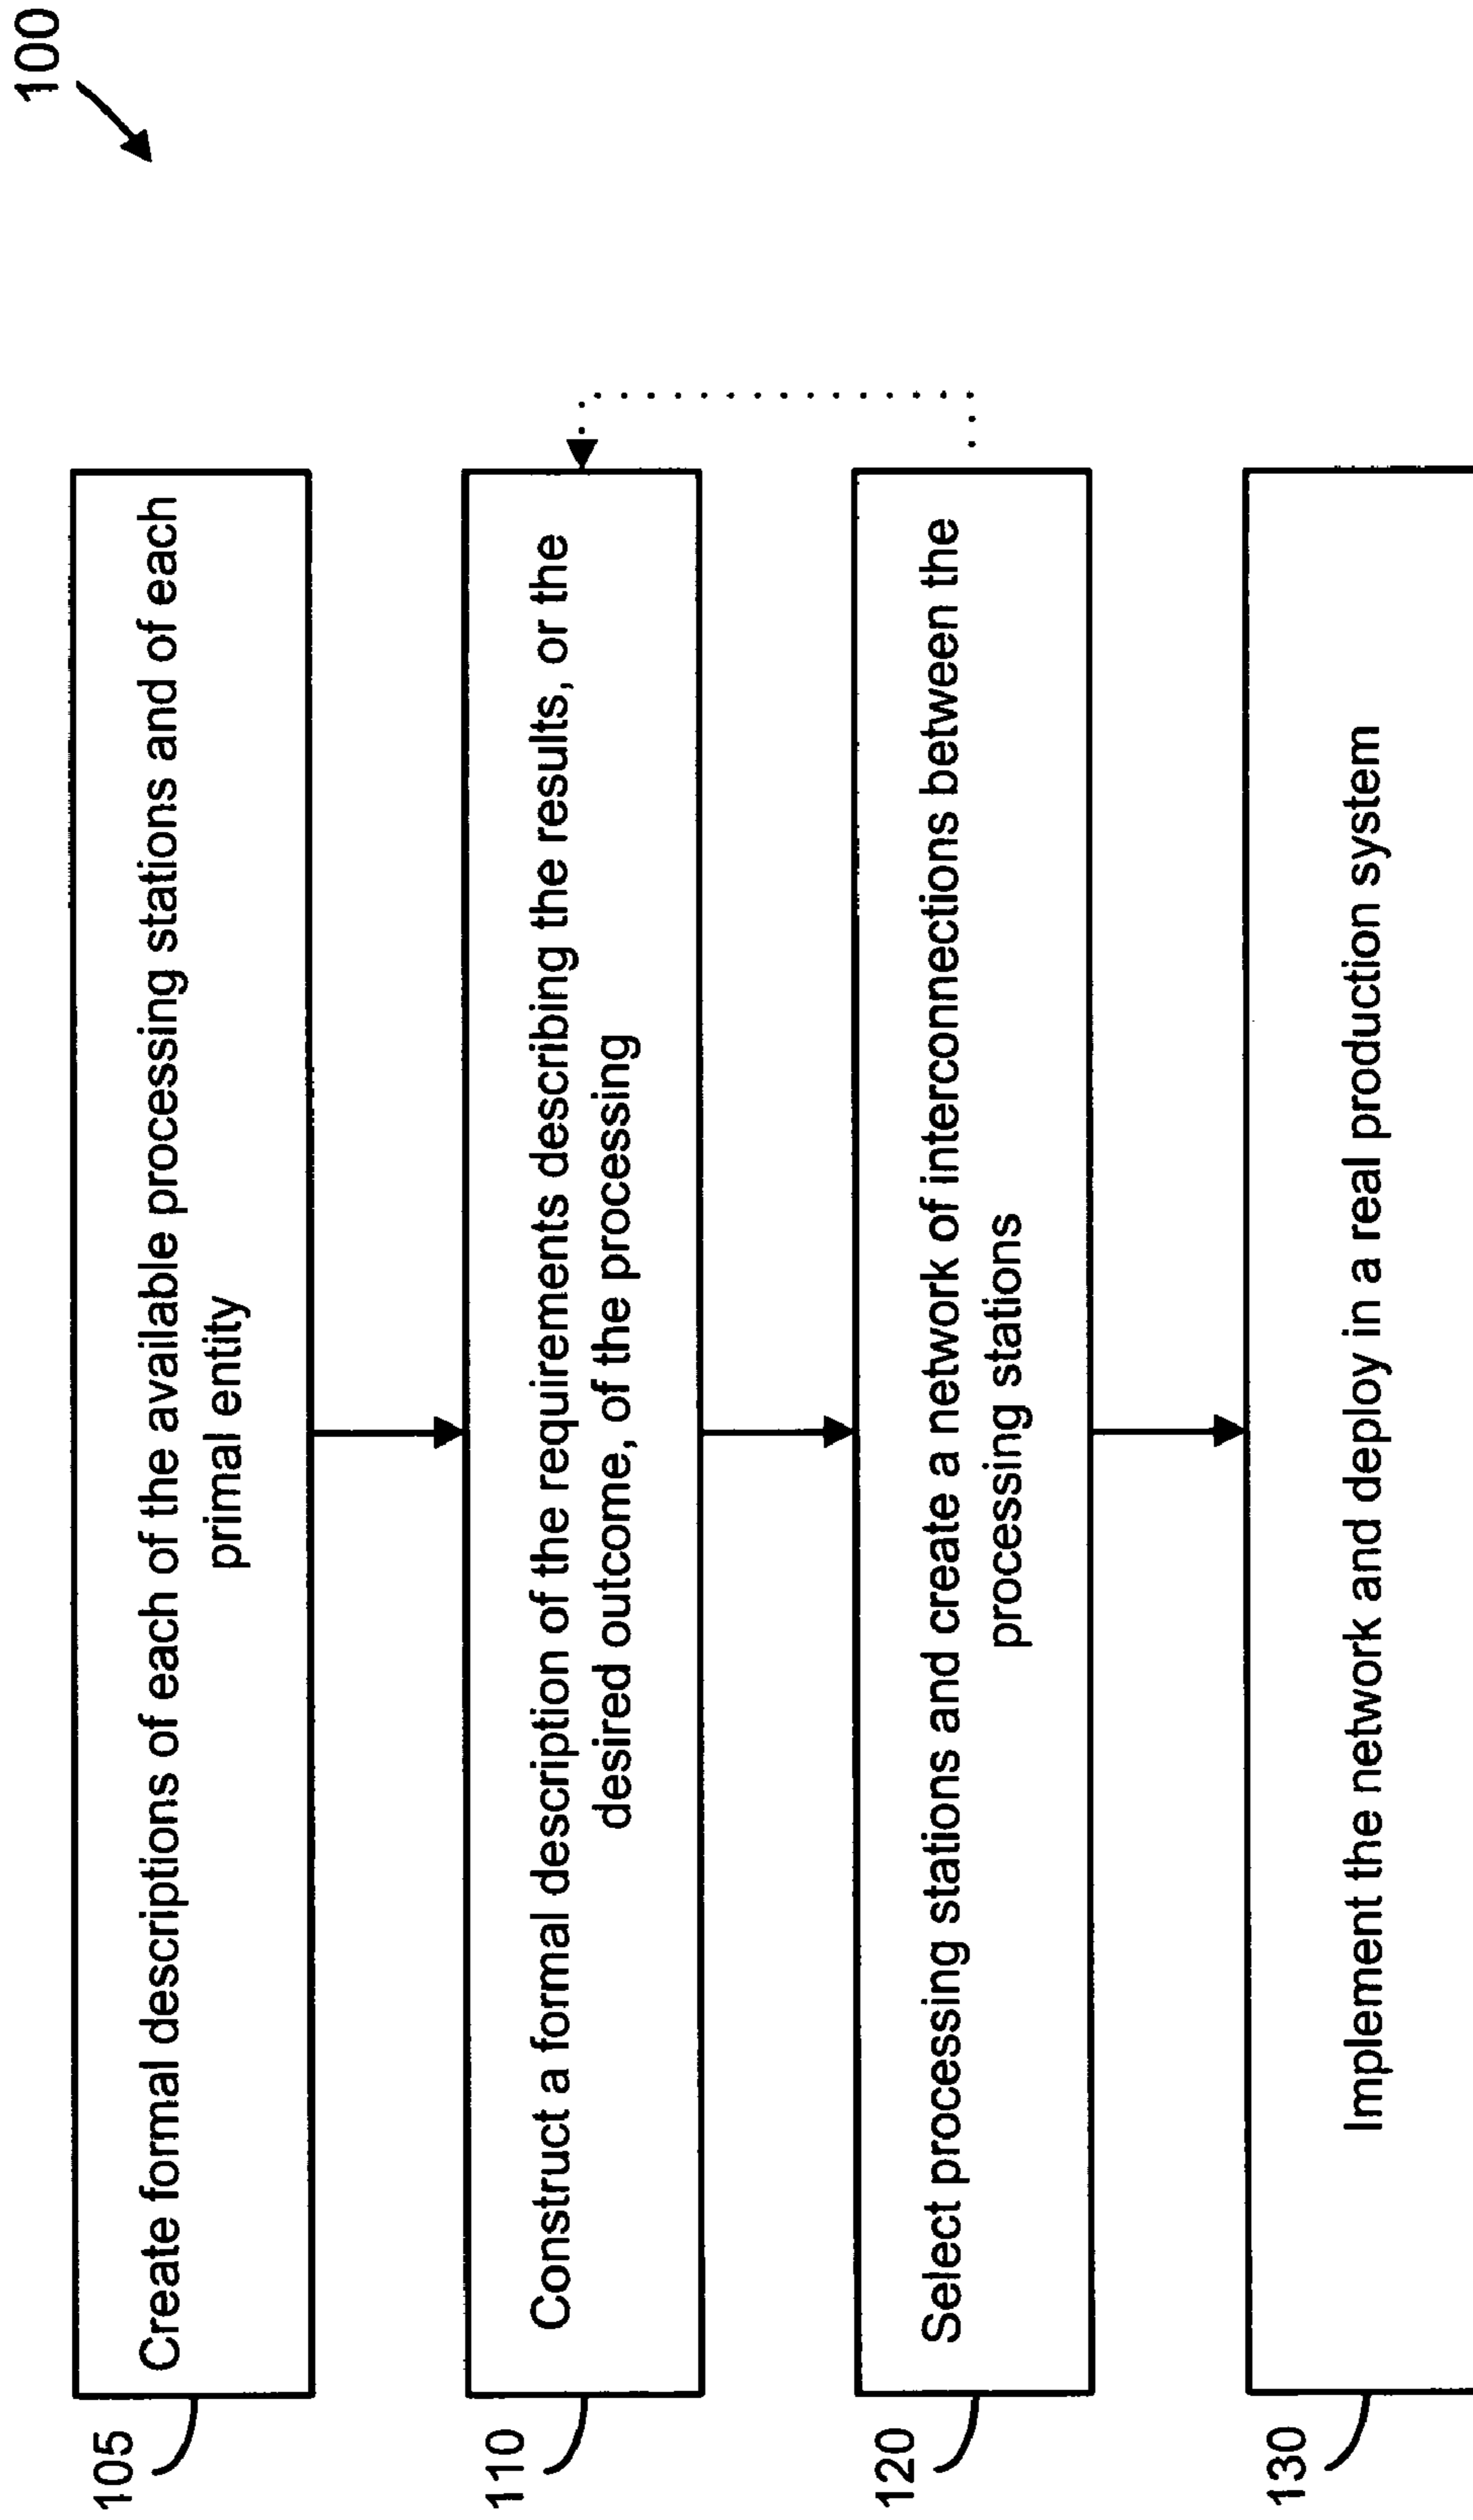 100
105
Create formal descriptions of each of the available processing stations and of each
primal entity
110
Construct a formal description of the requirements describing the results, or the
desired outcome, of the processing
120
Select processing stations and create a network of interconnections between the
processing stations
130
Implement the network and deploy in a real production system